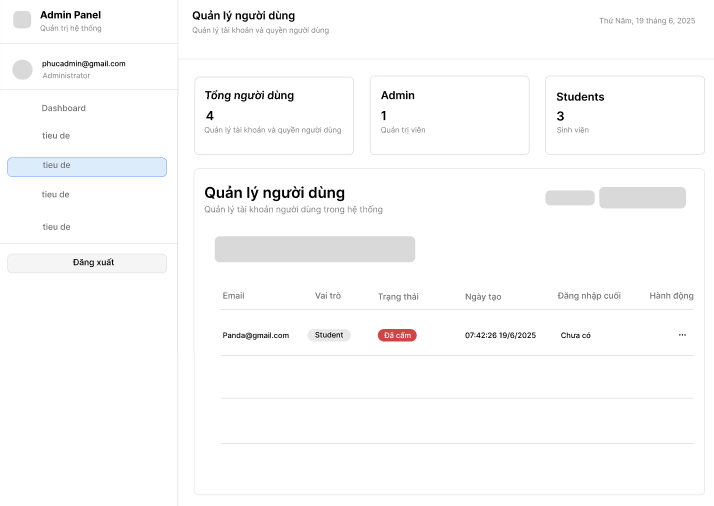 Admin Panel
Quản trị hệ thống
phucadmin@gmail.com
Administrator
Dashboard
tieu de
tieu de
tieu de
tieu de
Đăng xuất
Quản lý người dùng
Quản lý tài khoản và quyền người dùng
Thứ Năm, 19 tháng 6, 2025
Tổng người dùng
4
Quản lý tài khoản và quyền người dùng
Admin
1
Quản trị viên
Students
3
Sinh viên
Quản lý người dùng
Quản lý tài khoản người dùng trong hệ thống
Email Vai trò Trạng thái Ngày tạo Đăng nhập cuối Hành động
Panda@gmail.com Student Đã cấm 07:42:26 19/6/2025 Chưa có ...